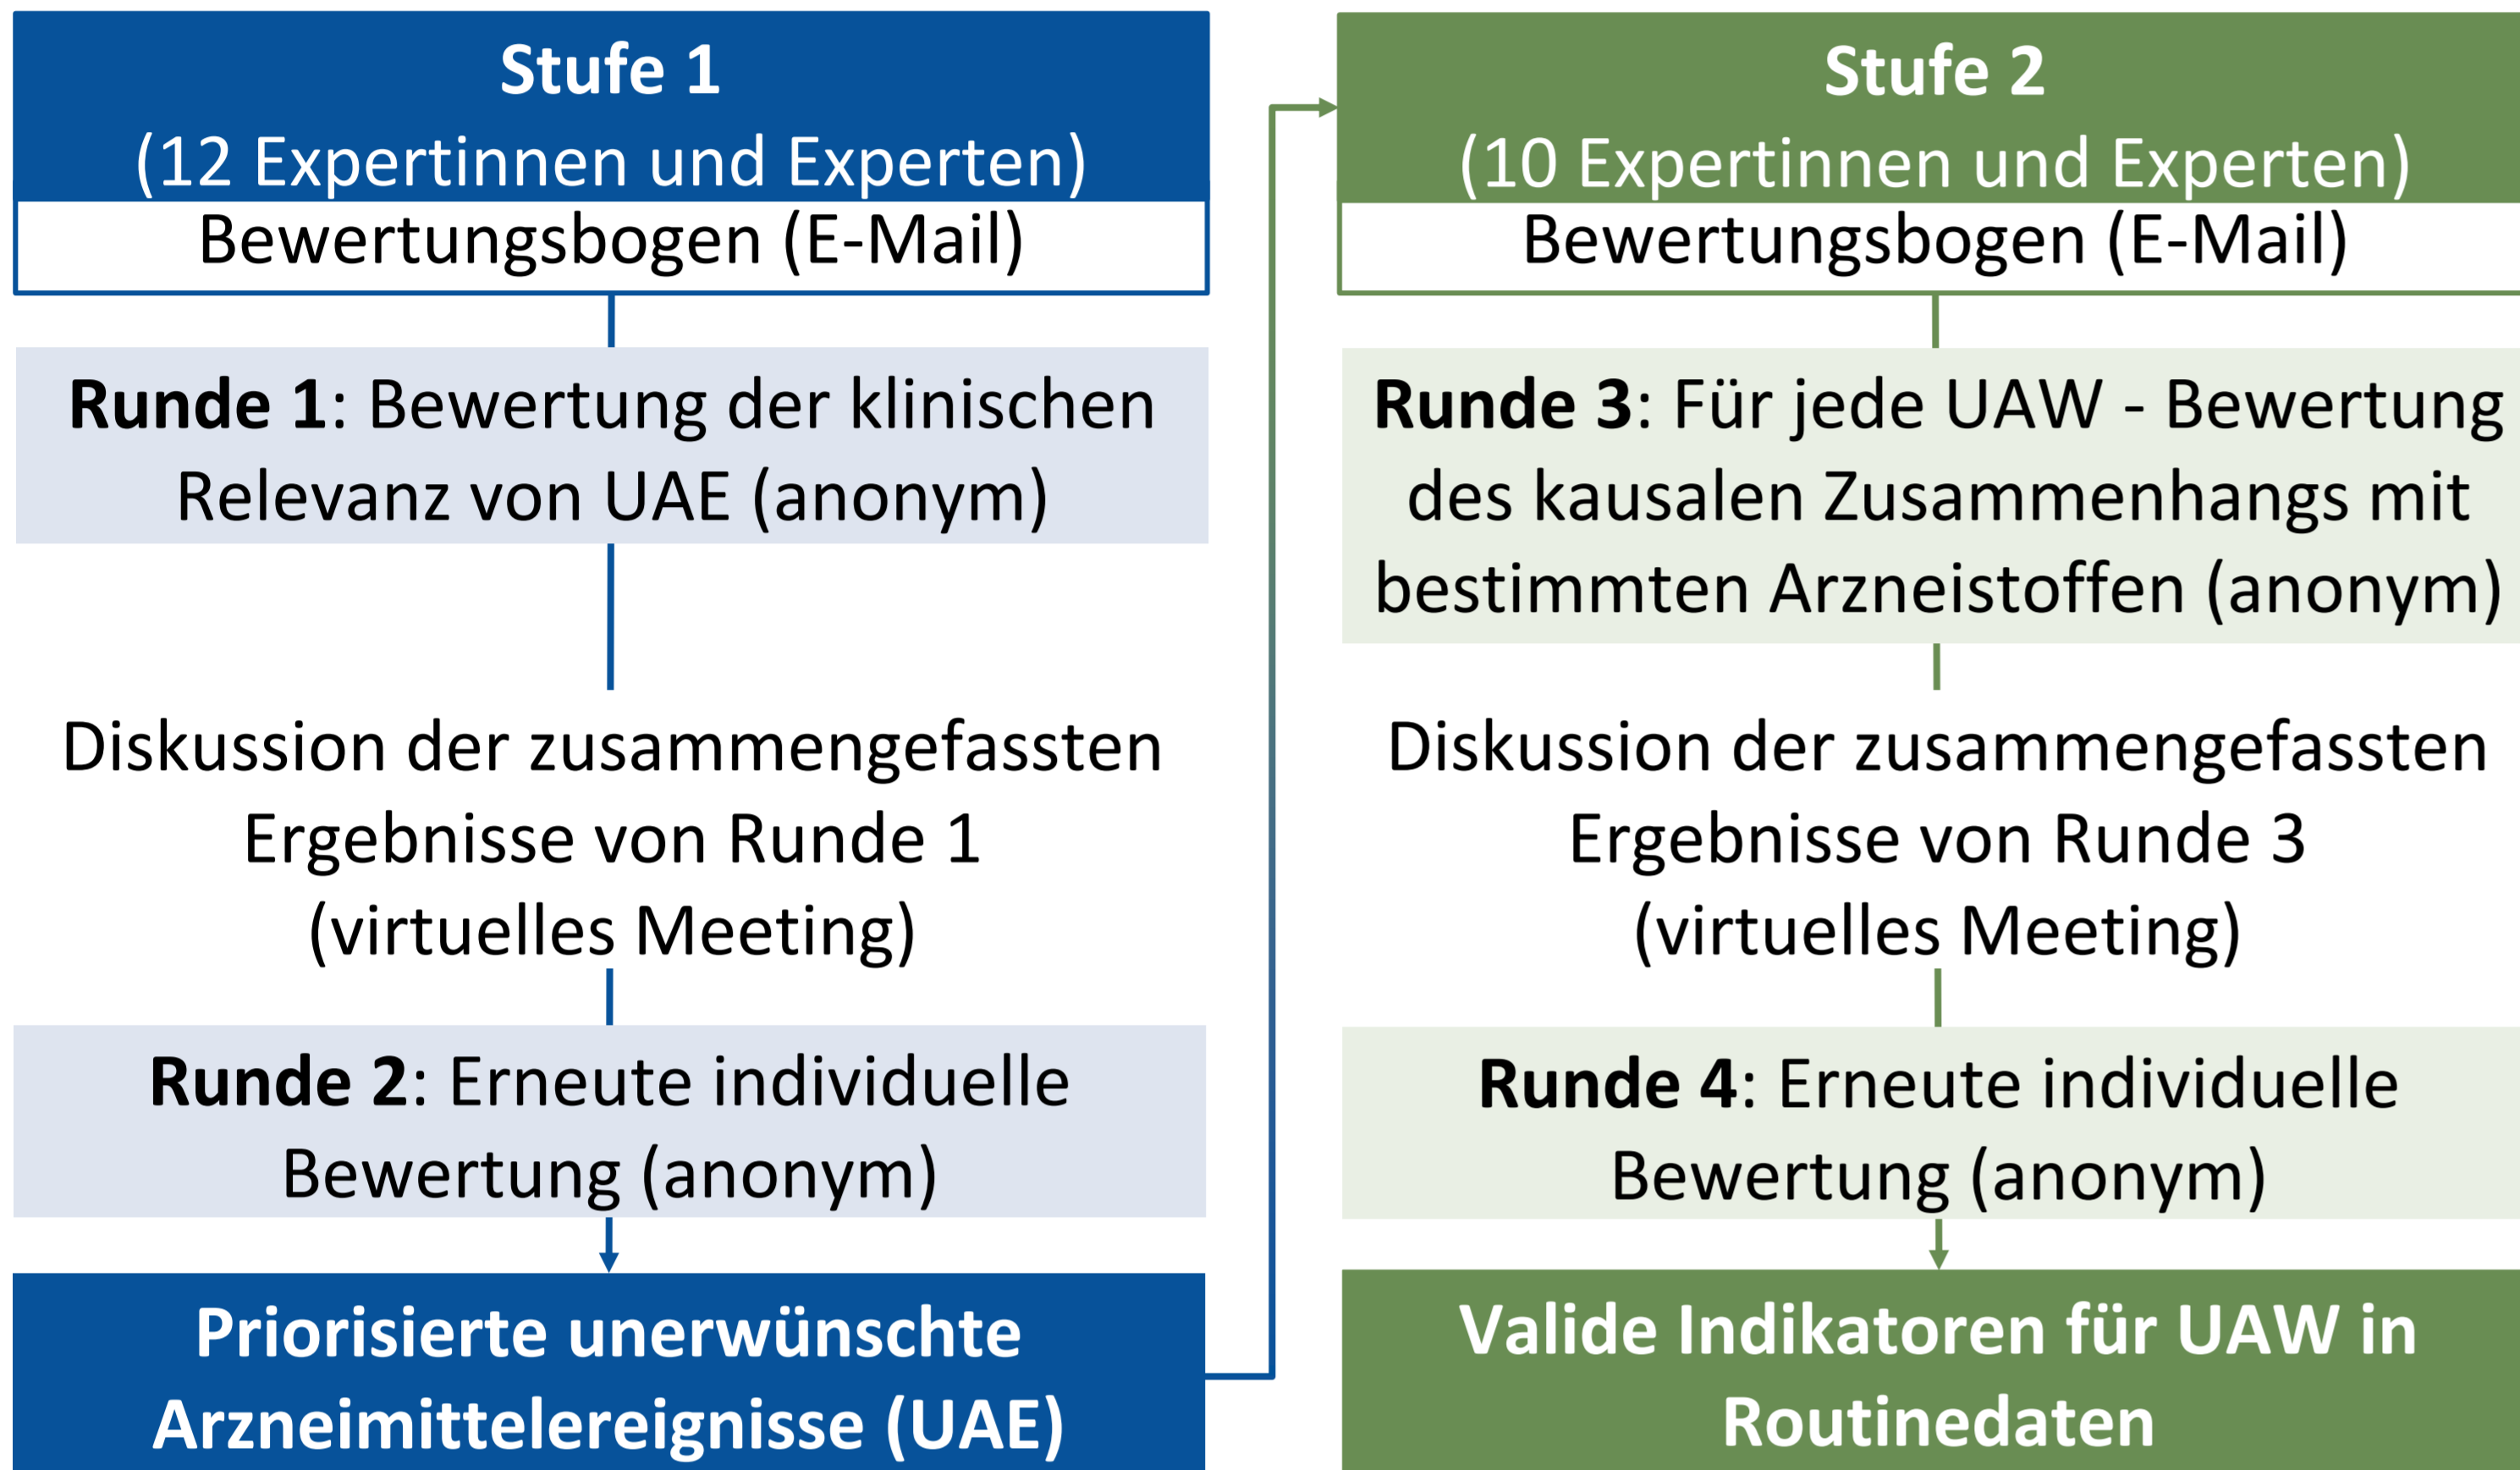 Stufe 1
(12 Expertinnen und Experten)
Bewertungsbogen (E-Mail)
Runde 1: Bewertung der klinischen
Relevanz von UAE (anonym)
Diskussion der zusammengefassten
Ergebnisse von Runde 1
(virtuelles Meeting)
Runde 2: Erneute individuelle
Bewertung (anonym)
Priorisierte unerwünschte
Arzneimittelereignisse (UAE)
Stufe 2
(10 Expertinnen und Experten)
Bewertungsbogen (E-Mail)
Runde 3: Für jede UAW - Bewertung
des kausalen Zusammenhangs mit
bestimmten Arzneistoffen (anonym)
Diskussion der zusammengefassten
Ergebnisse von Runde 3
(virtuelles Meeting)
Runde 4: Erneute individuelle
Bewertung (anonym)
Valide Indikatoren für UAW in
Routinedaten